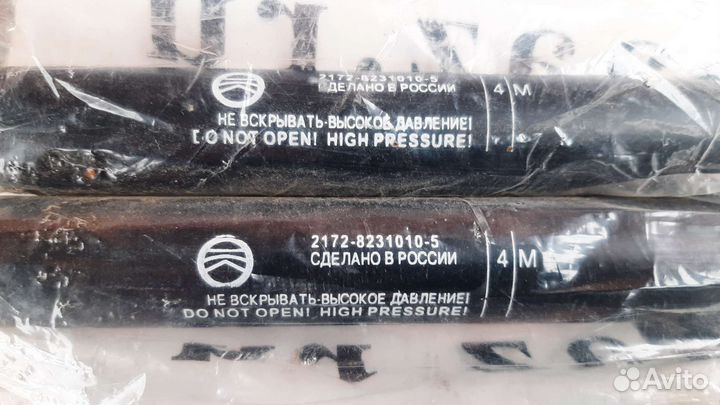 2172-8231010-5
СДЕЛАНО В РОССИИ
4 M
НЕ ВСКРЫВАТЬ-ВЫСОКОЕ ДАВЛЕНИЕ!
DO NOT OPEN! HIGH PRESSURE!
2172-8231010-5
СДЕЛАНО В РОССИИ
4 M
НЕ ВСКРЫВАТЬ-ВЫСОКОЕ ДАВЛЕНИЕ!
DO NOT OPEN! HIGH PRESSURE!
Avito